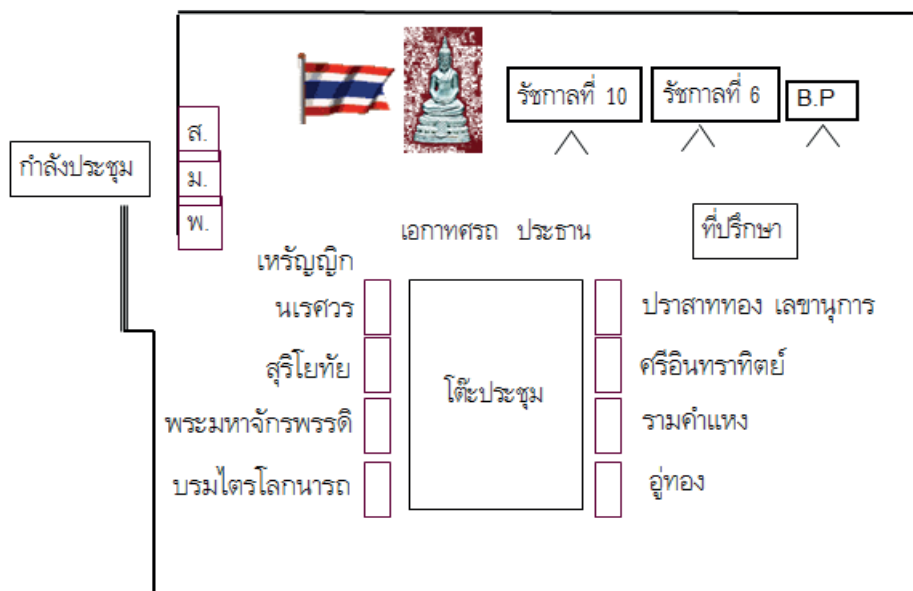 รัชกาลที่ 10 รัชกาลที่ 6 B.P
ส.
กำลังประชุม
ม.
พ.
เอกาทศรถ ประธาน ที่ปรึกษา
เหรัญญิก
นเรศวร ปราสาททอง เลขานุการ
สุริโยทัย ศรีอินทราทิตย์
โต๊ะประชุม
พระมหาจักรพรรดิ รามคำแหง
บรมไตรโลกนารถ อู่ทอง